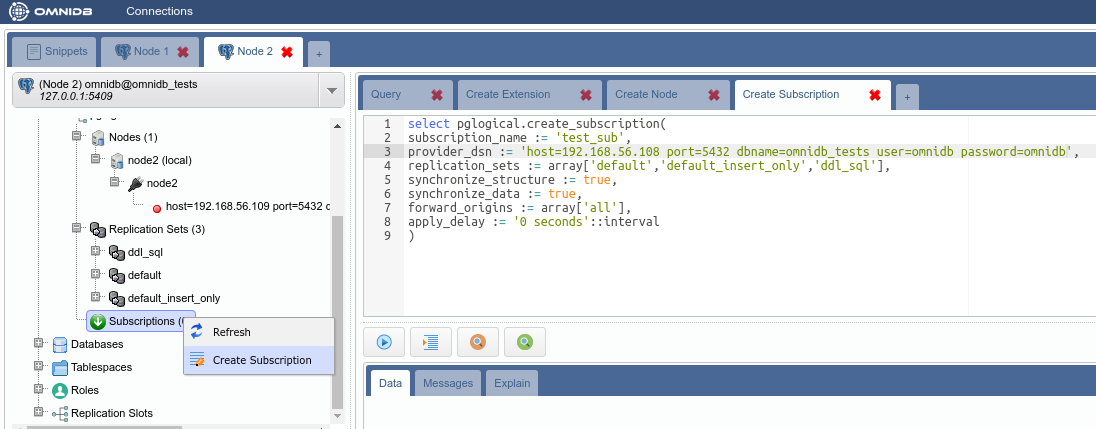 OMNIDB Connections
Snippets Node 1 Node 2 +
(Node 2) omnidb@omnidb_tests
127.0.0.1:5409
Nodes (1)
node2 (local)
node2
host=192.168.56.109 port=5432
Replication Sets (3)
ddl_sql
default
default_insert_only
Subscriptions
Refresh
Create Subscription
Databases
Tablespaces
Roles
Replication Slots
Query Create Extension Create Node Create Subscription +
1 select pglogical.create_subscription(
2 subscription_name := 'test_sub',
3 provider_dsn := 'host=192.168.56.108 port=5432 dbname=omnidb_tests user=omnidb password=omnidb',
4 replication_sets := array['default','default_insert_only','ddl_sql'],
5 synchronize_structure := true,
6 synchronize_data := true,
7 forward_origins := array['all'],
8 apply_delay := '0 seconds'::interval
9 )
Data Messages Explain